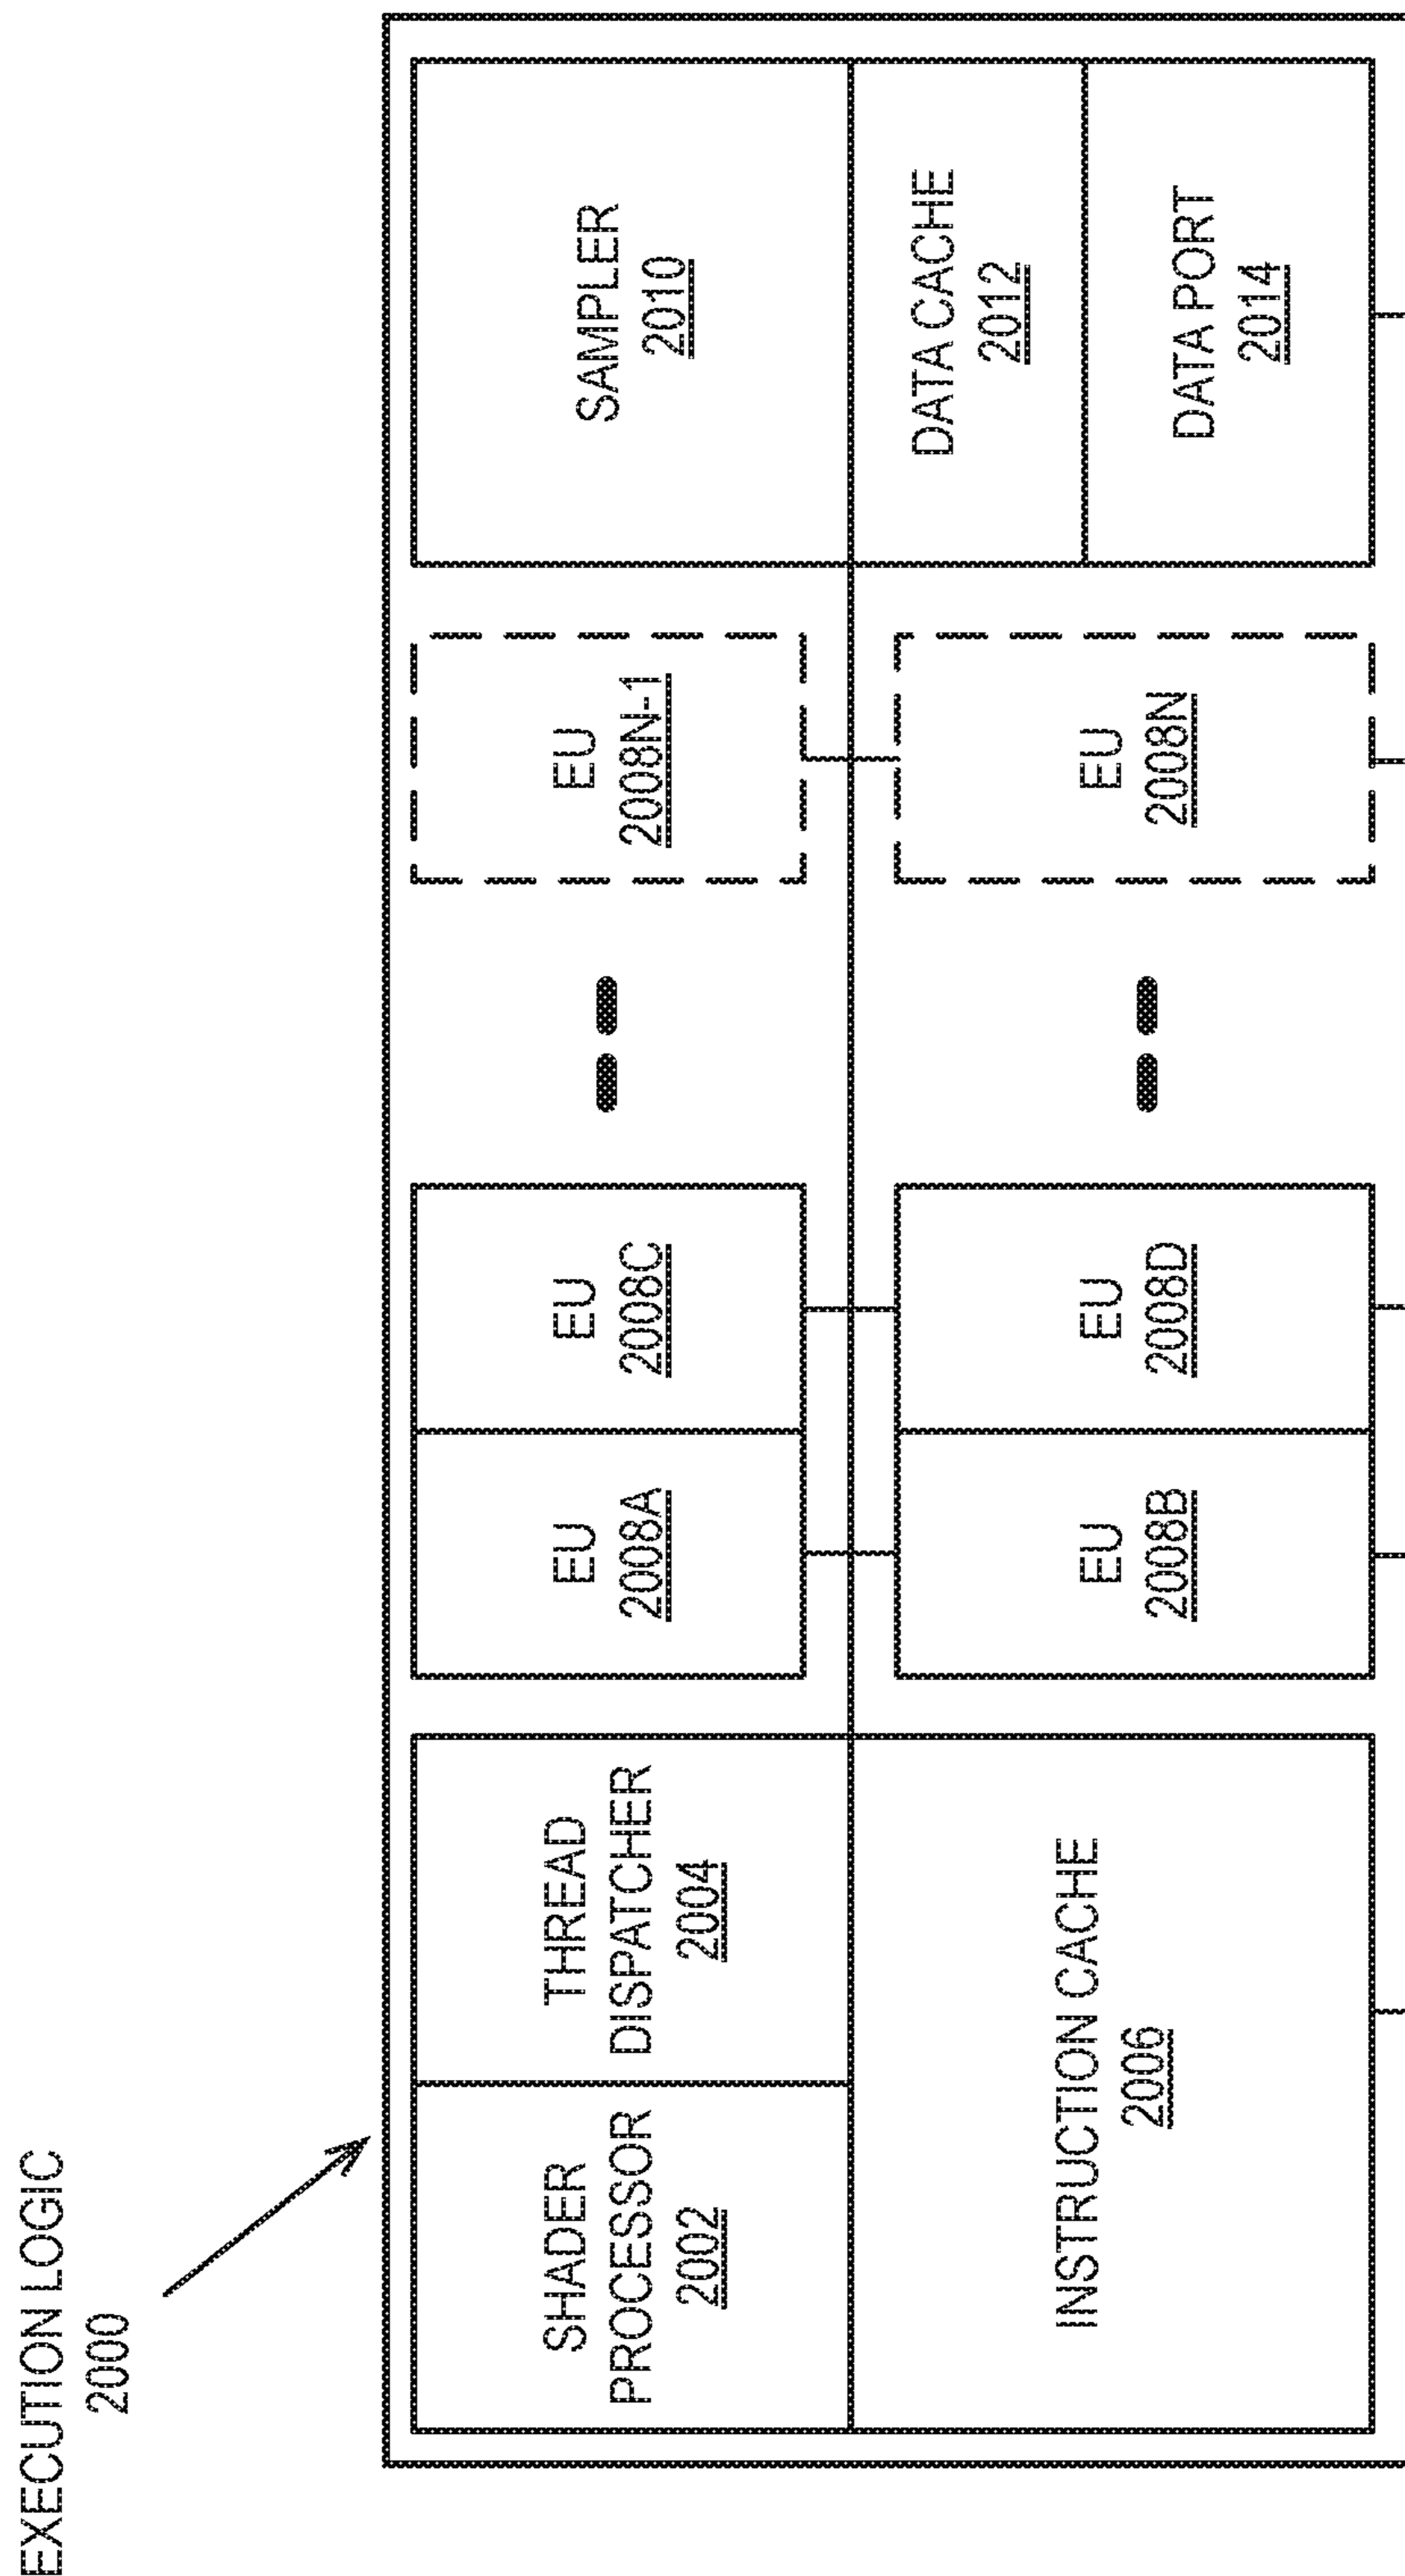 EXECUTION LOGIC
2000
SHADER
PROCESSOR
2002
THREAD
DISPATCHER
2004
EU
2008A
EU
2008C
EU
2008N-1
SAMPLER
2010
INSTRUCTION CACHE
2006
EU
2008B
EU
2008D
EU
2008N
DATA CACHE
2012
DATA PORT
2014